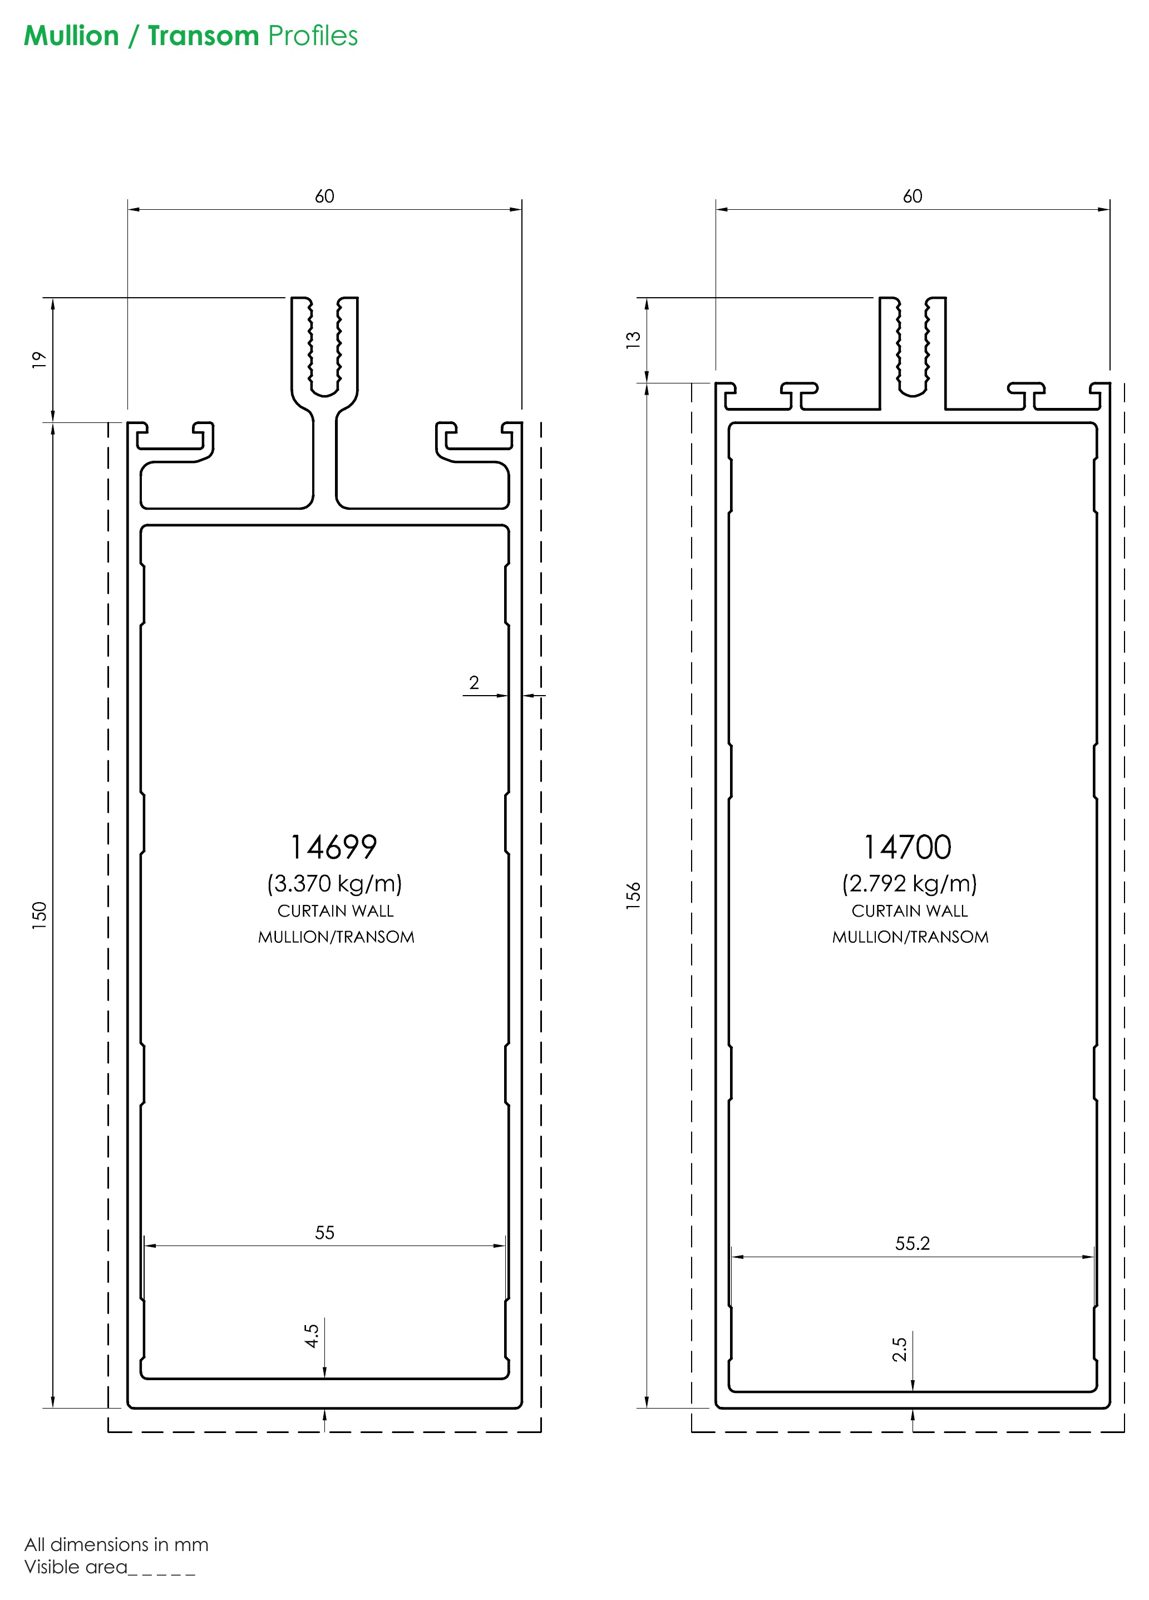 Mullion / Transom Profiles
60
60
19
13
2
14699
(3.370 kg/m)
CURTAIN WALL
MULLION/TRANSOM
14700
(2.792 kg/m)
CURTAIN WALL
MULLION/TRANSOM
150
156
55
55.2
4.5
2.5
All dimensions in mm
Visible area_ _ _ _ _